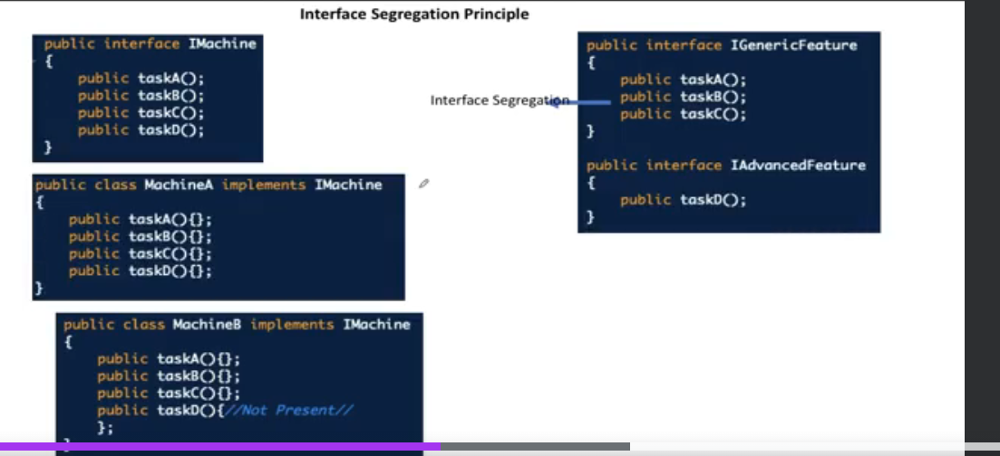 Interface Segregation Principle
public interface IMachine
{
public taskA();
public taskB();
public taskC();
public taskD();
}
public class MachineA implements IMachine
{
public taskA(){};
public taskB(){};
public taskC(){};
public taskD(){};
}
public class MachineB implements IMachine
{
public taskA(){};
public taskB(){};
public taskC(){};
public taskD(){//Not Present//
};
}
Interface Segregation
public interface IGenericFeature
{
public taskA();
public taskB();
public taskC();
}
public interface IAdvancedFeature
{
public taskD();
}